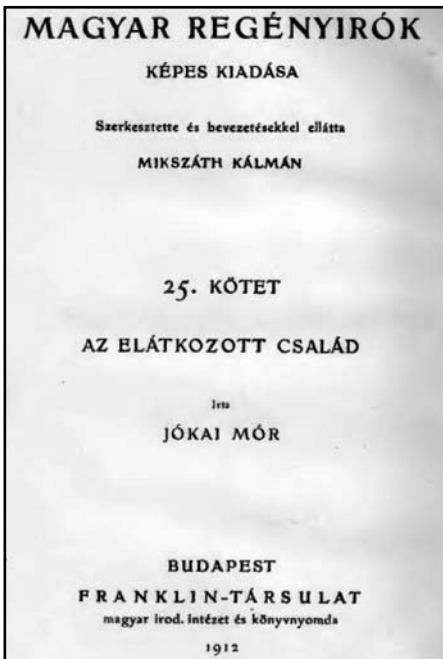 MAGYAR REGÉNYIRÓK
KÉPES KIADÁSA
Szerkesztette és bevezetésekkel ellátta
MIKSZÁTH KÁLMÁN
25. KÖTET
AZ ELÁTKOZOTT CSALÁD
Irta
JÓKAI MÓR
BUDAPEST
FRANKLIN-TÁRSULAT
magyar irod. intézet és könyvnyomda
1912